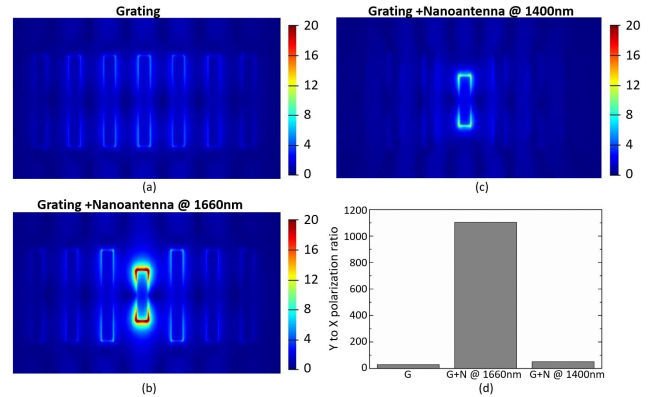 Grating
20
16
12
8
4
0
(a)
Grating +Nanoantenna @ 1400nm
20
16
12
8
4
0
(c)
Grating +Nanoantenna @ 1660nm
20
16
12
8
4
0
(b)
Y to X polarization ratio
1200
1000
800
600
400
200
0
G
G+N @ 1660nm
G+N @ 1400nm
(d)